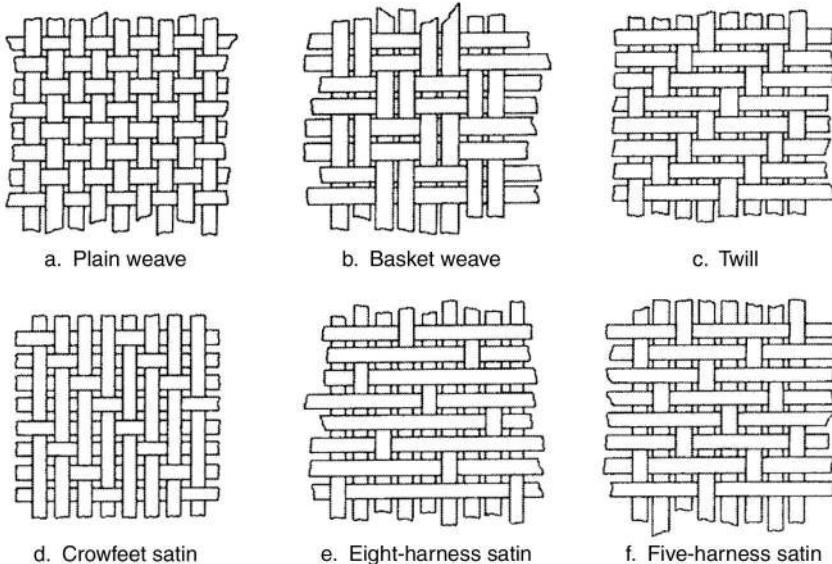 a. Plain weave
b. Basket weave
c. Twill
d. Crowfeet satin
e. Eight-harness satin
f. Five-harness satin